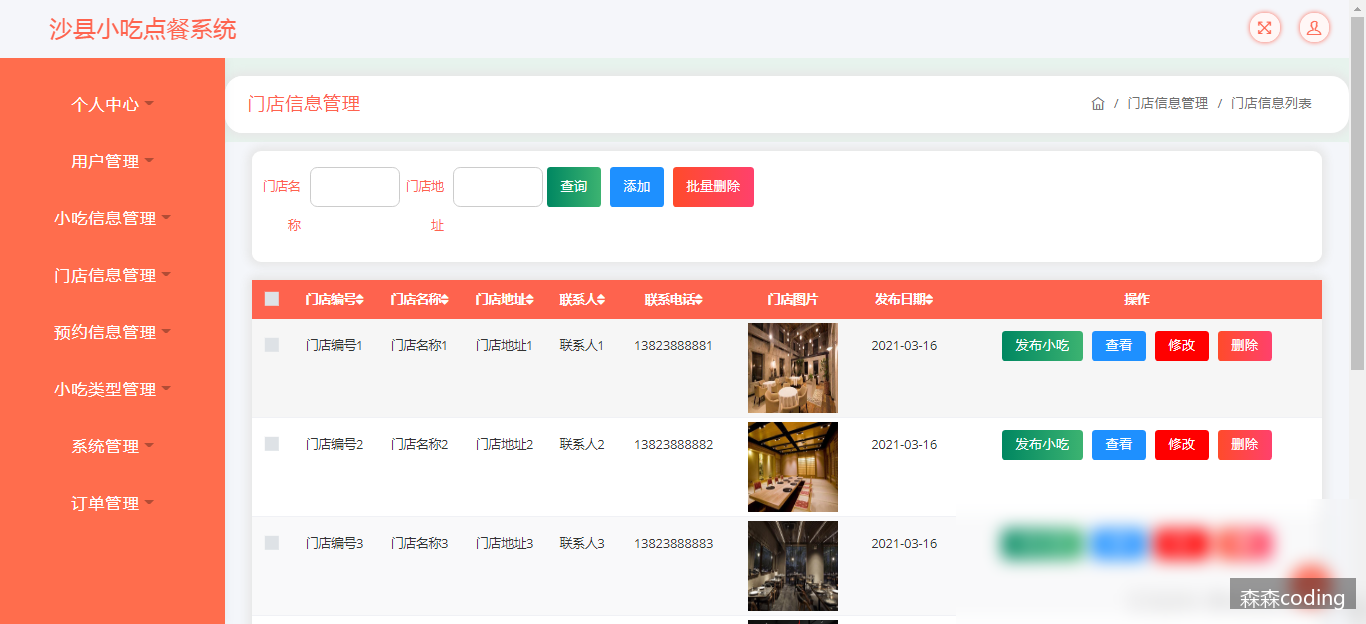 沙县小吃点餐系统
个人中心
用户管理
小吃信息管理
门店信息管理
预约信息管理
小吃类型管理
系统管理
订单管理
门店信息管理
/ 门店信息管理 / 门店信息列表
门店名称
门店地址
查询 添加 批量删除
门店编号 门店名称 门店地址 联系人 联系电话 门店图片 发布日期 操作
门店编号1 门店名称1 门店地址1 联系人1 13823888881 2021-03-16 发布小吃 查看 修改 删除
门店编号2 门店名称2 门店地址2 联系人2 13823888882 2021-03-16 发布小吃 查看 修改 删除
门店编号3 门店名称3 门店地址3 联系人3 13823888883 2021-03-16
森森coding